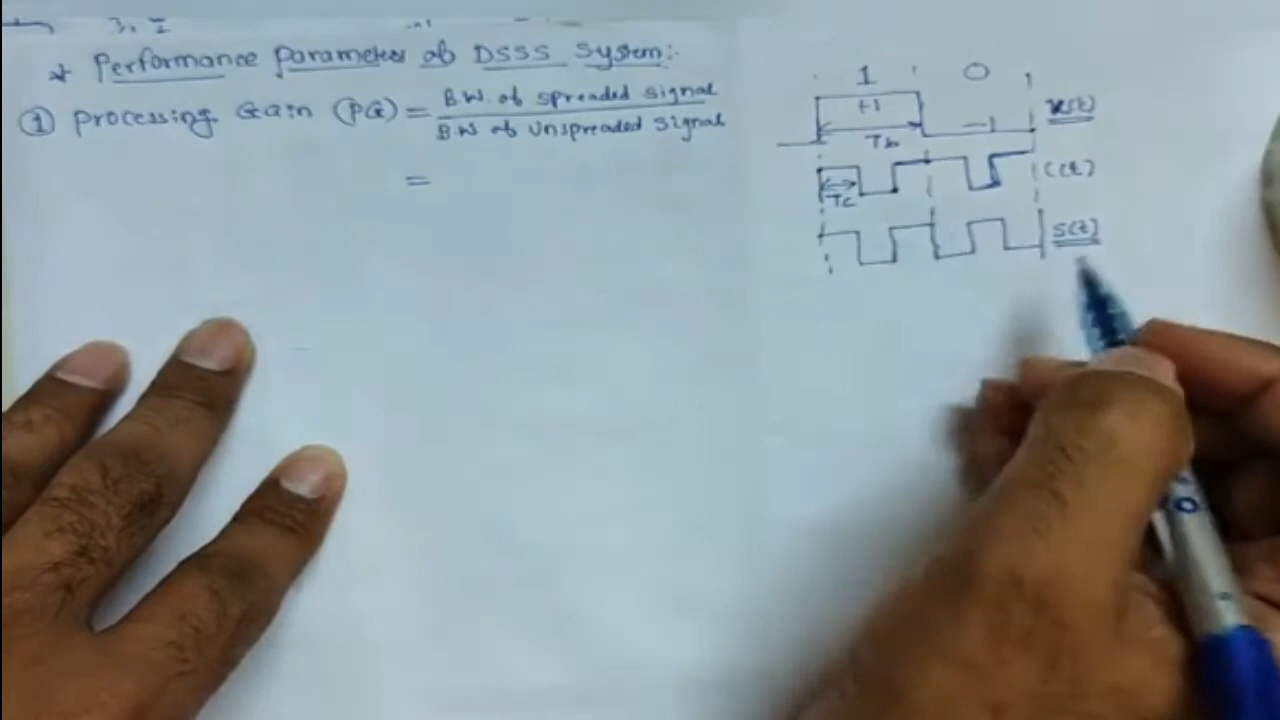 * Performance Parameter of DSSS System:-
① Processing Gain (PG) = B.W. of spreaded signal
B.W of unspreaded signal
=
1 0
+1 -1 x(t)
Tb
c(t)
Tc
s(t)